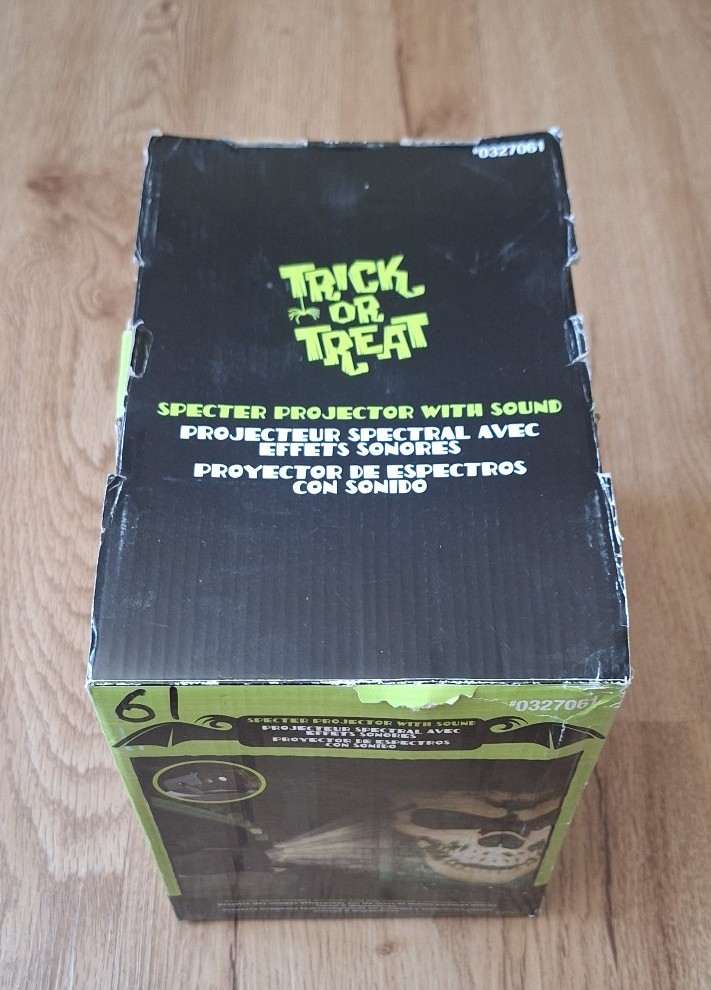 #0327061
TRICK
OR
TREAT
SPECTER PROJECTOR WITH SOUND
PROJECTEUR SPECTRAL AVEC
EFFETS SONORES
PROYECTOR DE ESPECTROS
CON SONIDO
61
#0327061
SPECTER PROJECTOR WITH SOUND
PROJECTEUR SPECTRAL AVEC
EFFETS SONORES
PROYECTOR DE ESPECTROS
CON SONIDO